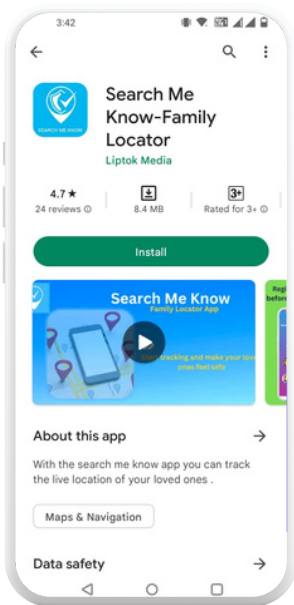 3:42
Search Me
Know-Family
Locator
SEARCH ME KNOW
Liptok Media
4.7★
24 reviews
8.4 MB
3+
Rated for 3+
Install
Search Me Know
Family Locator App
tracking and make your love
ones feel safe
Regi
before
About this app
With the search me know app you can track
the live location of your loved ones .
Maps & Navigation
Data safety